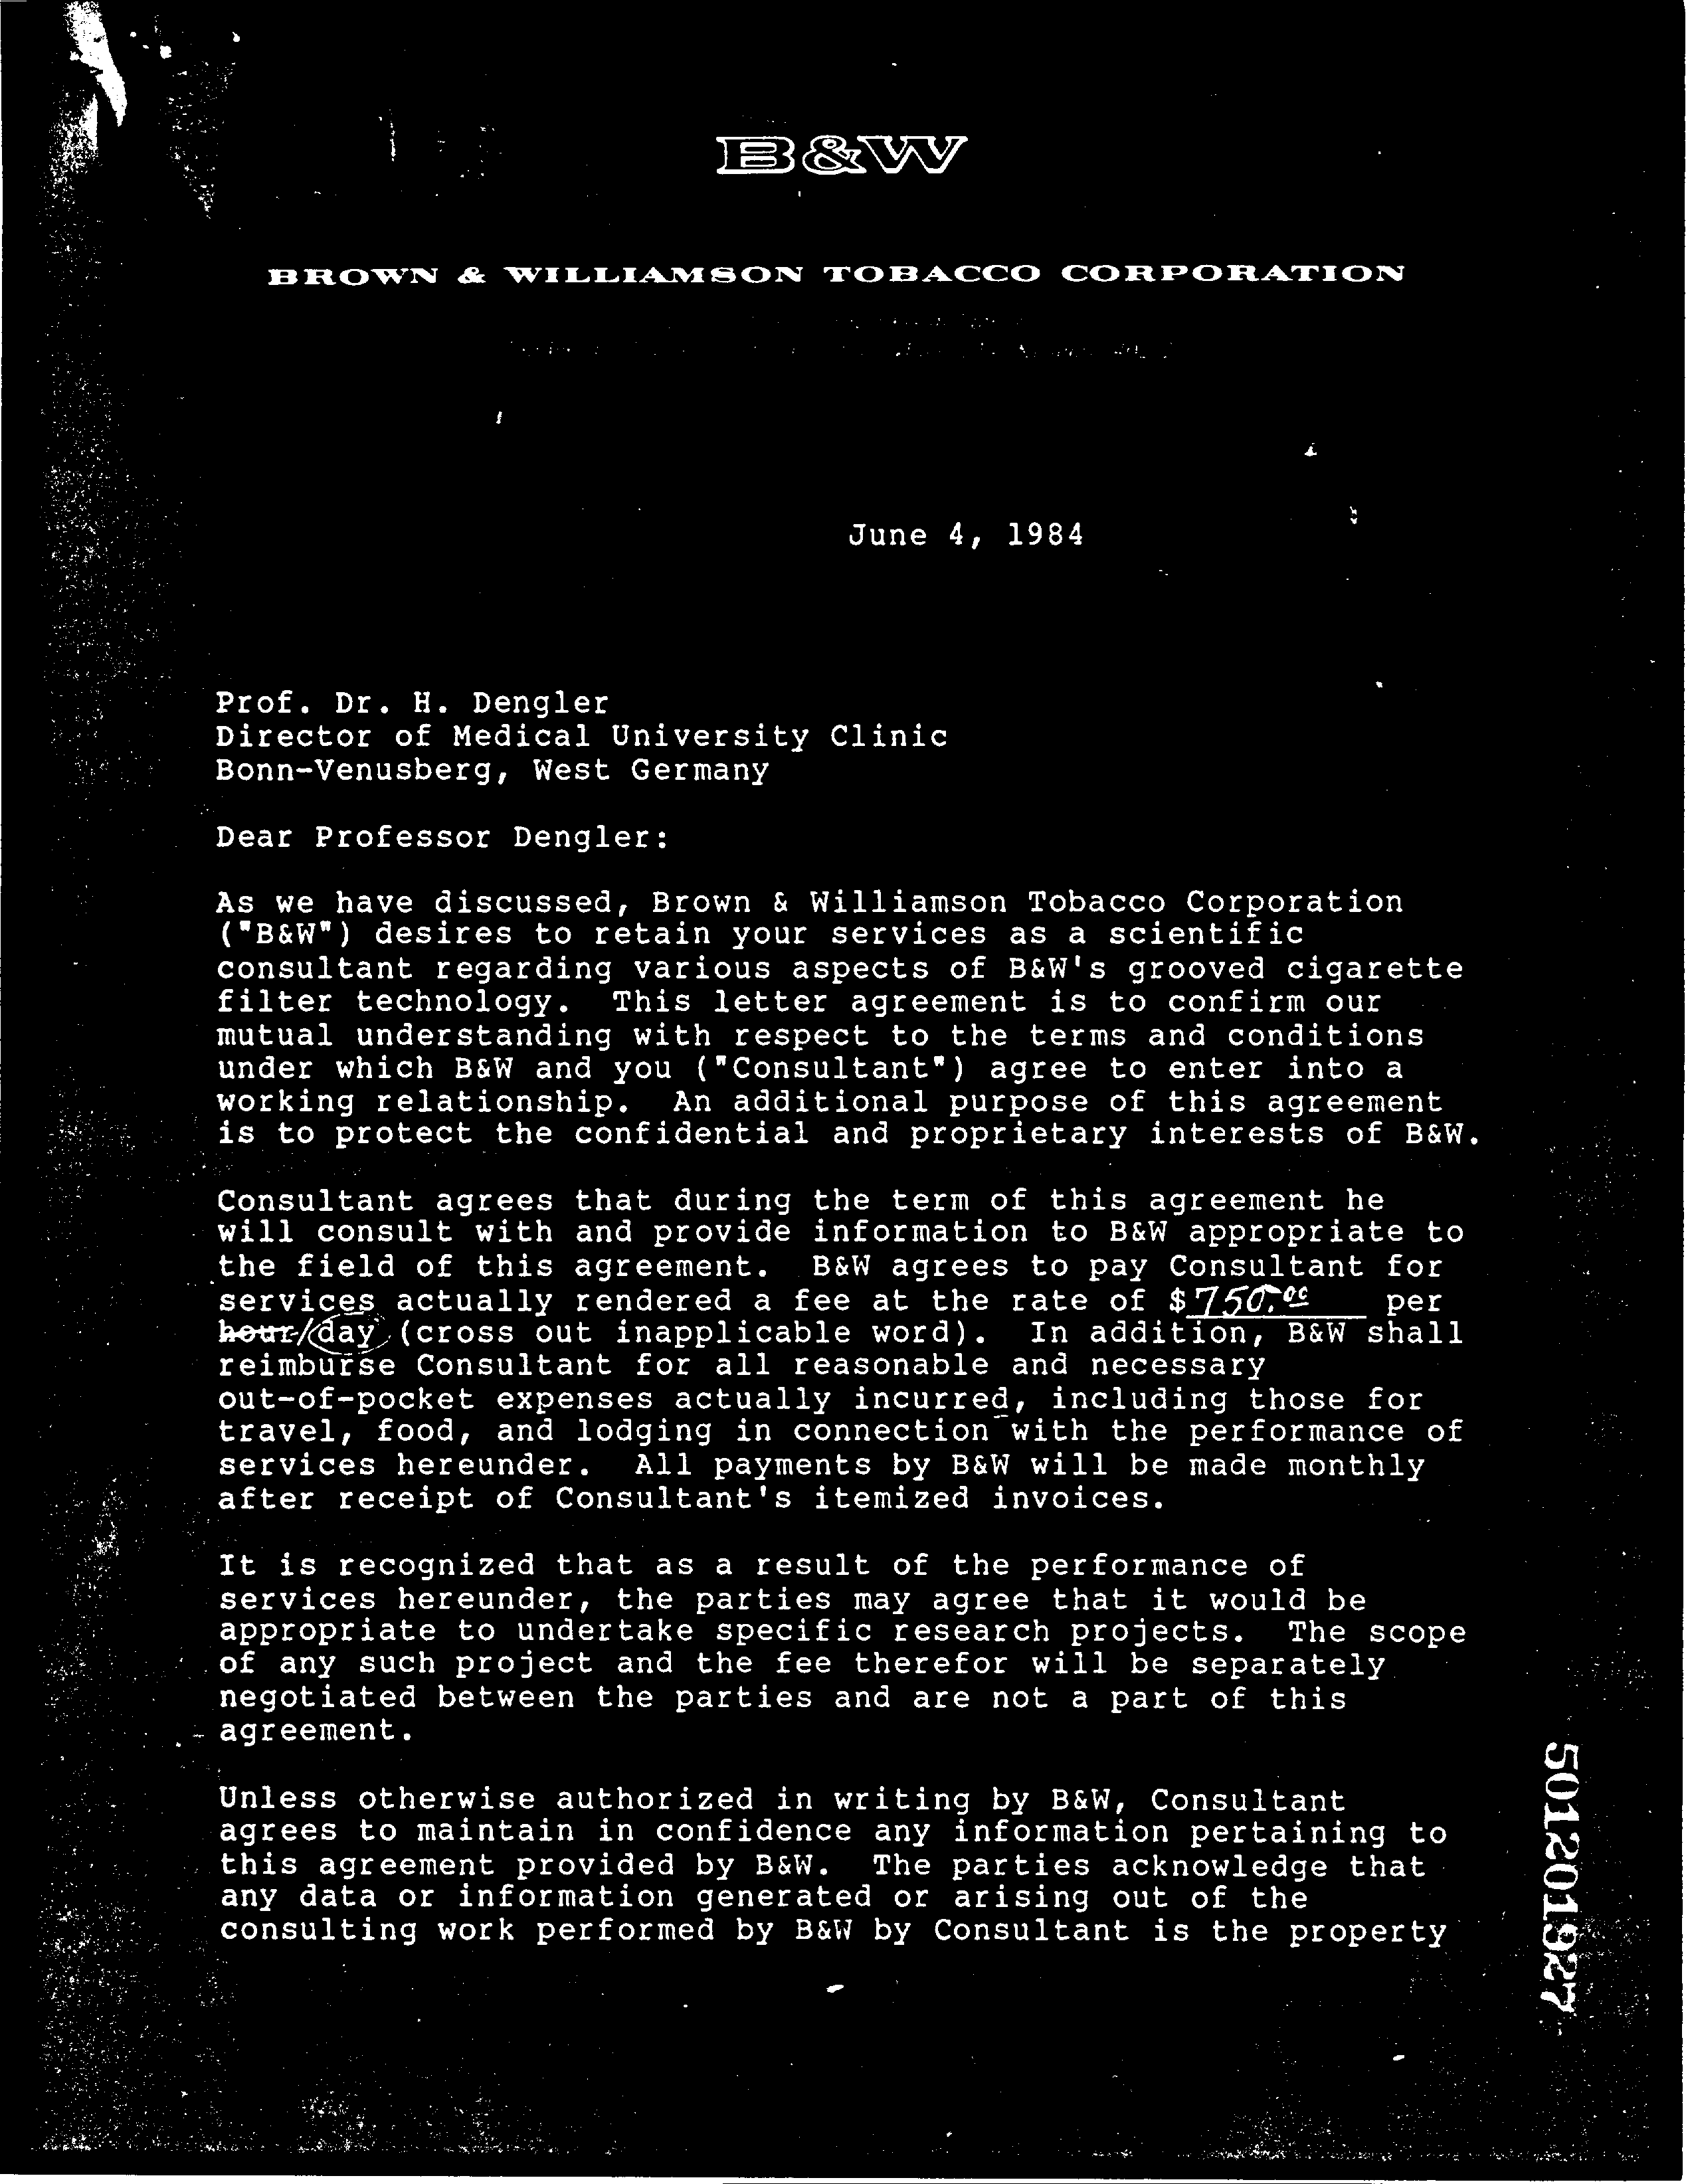 B&W
BROWN & WILLIAMSON TOBACCO CORPORATION
June 4, 1984
Prof. Dr. H. Dengler
Director of Medical University Clinic
Bonn-Venusberg, West Germany
Dear Professor Dengler:
As we have discussed, Brown & Williamson Tobacco Corporation
("B&W") desires to retain your services as a scientific
consultant regarding various aspects of B&W's grooved cigarette
filter technology. This letter agreement is to confirm our
mutual understanding with respect to the terms and conditions
under which B&W and you ("Consultant") agree to enter into a
working relationship. An additional purpose of this agreement
is to protect the confidential and proprietary interests of B&W.
Consultant agrees that during the term of this agreement he
will consult with and provide information to B&W appropriate to
the field of this agreement. B&W agrees to pay Consultant for
services actually rendered a fee at the rate of $750.00 per
hour/day (cross out inapplicable word). In addition, B&W shall
reimburse Consultant for all reasonable and necessary
out-of-pocket expenses actually incurred, including those for
travel, food, and lodging in connection with the performance of
services hereunder. All payments by B&W will be made monthly
after receipt of Consultant's itemized invoices.
It is recognized that as a result of the performance of
services hereunder, the parties may agree that it would be
appropriate to undertake specific research projects. The scope
of any such project and the fee therefor will be separately
negotiated between the parties and are not a part of this
agreement.
Unless otherwise authorized in writing by B&W, Consultant
agrees to maintain in confidence any information pertaining to
this agreement provided by B&W. The parties acknowledge that
any data or information generated or arising out of the
consulting work performed by B&W by Consultant is the property
501201927